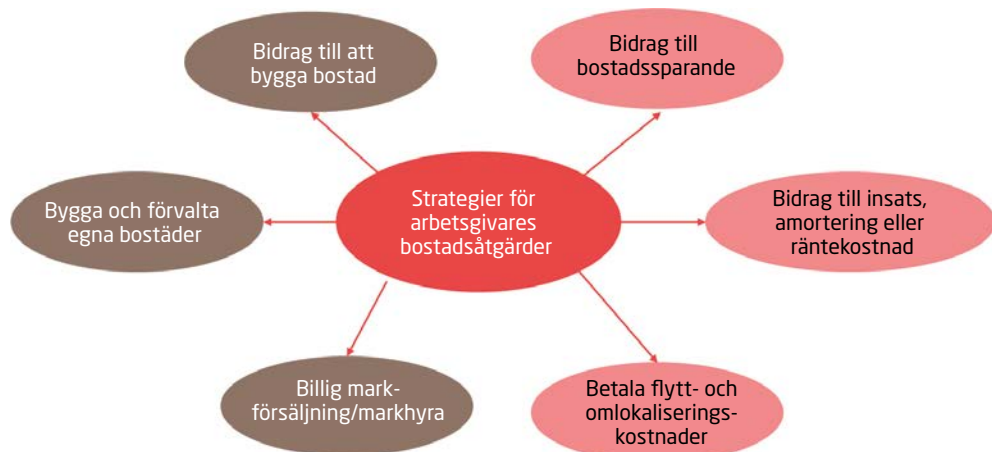 Bidrag till att
bygga bostad
Bidrag till
bostadssparande
Bygga och förvalta
egna bostäder
Strategier för
arbetsgivares
bostadsåtgärder
Bidrag till insats,
amortering eller
räntekostnad
Billig mark-
försäljning/markhyra
Betala flytt- och
omlokaliserings-
kostnader